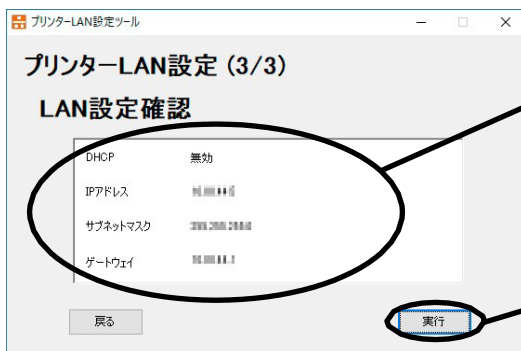 プリンターLAN設定ツール
プリンターLAN設定 (3/3)
LAN設定確認
DHCP 無効
IPアドレス
サブネットマスク
ゲートウェイ
戻る 実行